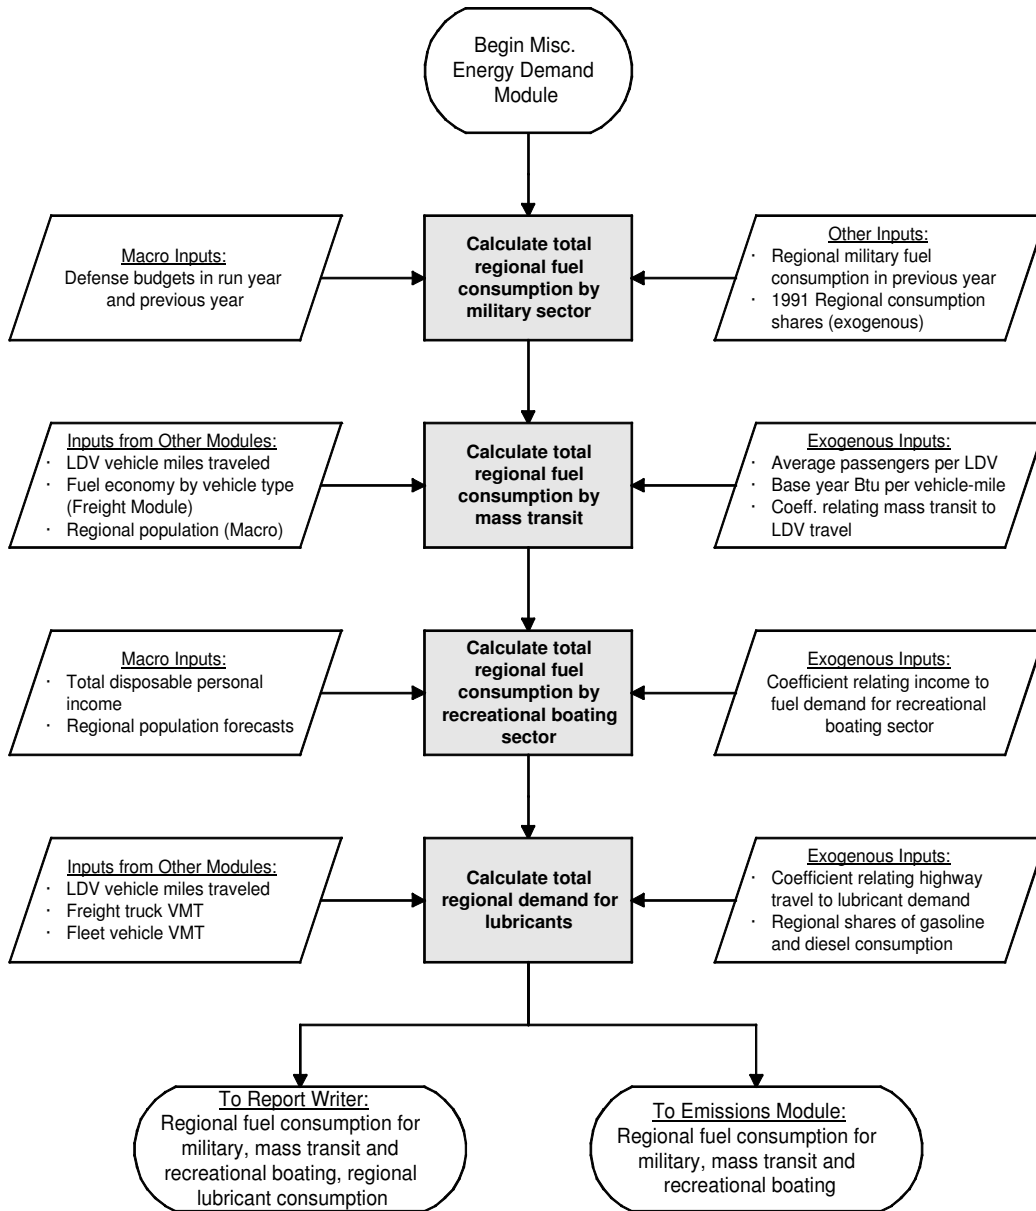 Begin Misc.
Energy Demand
Module
Macro Inputs:
Defense budgets in run year
and previous year
Calculate total
regional fuel
consumption by
military sector
Other Inputs:
· Regional military fuel
consumption in previous year
· 1991 Regional consumption
shares (exogenous)
Inputs from Other Modules:
· LDV vehicle miles traveled
· Fuel economy by vehicle type
(Freight Module)
· Regional population (Macro)
Calculate total
regional fuel
consumption by
mass transit
Exogenous Inputs:
· Average passengers per LDV
· Base year Btu per vehicle-mile
· Coeff. relating mass transit to
LDV travel
Macro Inputs:
· Total disposable personal
income
· Regional population forecasts
Calculate total
regional fuel
consumption by
recreational boating
sector
Exogenous Inputs:
Coefficient relating income to
fuel demand for recreational
boating sector
Inputs from Other Modules:
· LDV vehicle miles traveled
· Freight truck VMT
· Fleet vehicle VMT
Calculate total
regional demand for
lubricants
Exogenous Inputs:
· Coefficient relating highway
travel to lubricant demand
· Regional shares of gasoline
and diesel consumption
To Report Writer:
Regional fuel consumption for
military, mass transit and
recreational boating, regional
lubricant consumption
To Emissions Module:
Regional fuel consumption for
military, mass transit and
recreational boating